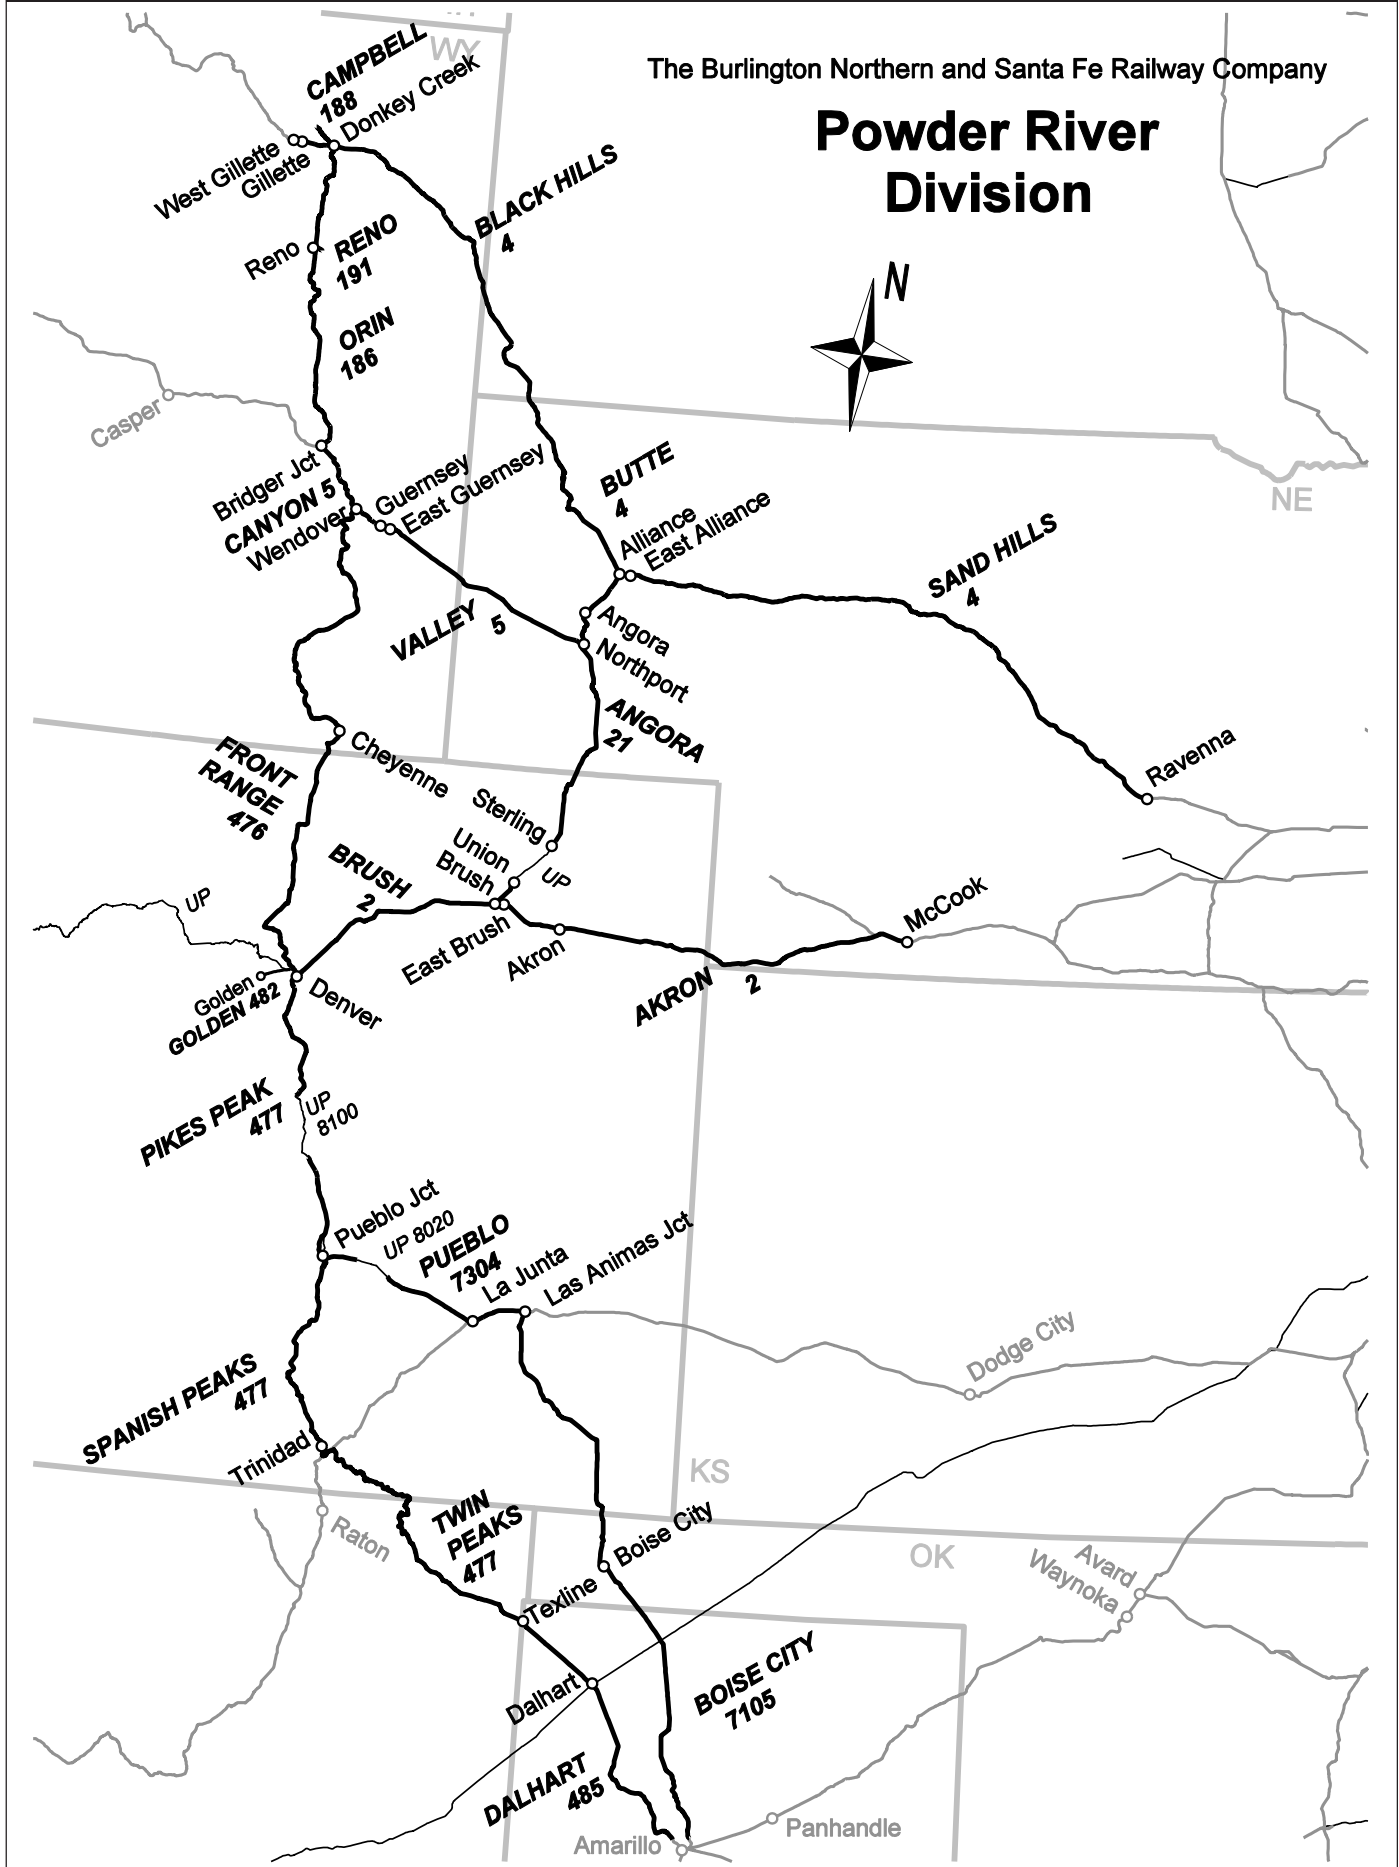 WY
The Burlington Northern and Santa Fe Railway Company
Powder River
Division
N
CAMPBELL
188
Donkey Creek
West Gillette
Gillette
BLACK HILLS
4
Reno
RENO
191
ORIN
186
Casper
Bridger Jct
CANYON 5
Wendover
Guernsey
East Guernsey
BUTTE
4
Alliance
East Alliance
NE
SAND HILLS
4
VALLEY 5
Angora
Northport
ANGORA
21
FRONT
RANGE
476
Cheyenne
Ravenna
Sterling
Union
Brush
UP
BRUSH
2
UP
East Brush
Akron
McCook
AKRON 2
Golden
GOLDEN 482
Denver
PIKES PEAK
477
UP
8100
Pueblo Jct
UP 8020
PUEBLO
7304
La Junta
Las Animas Jct
Dodge City
SPANISH PEAKS
477
Trinidad
KS
Raton
TWIN
PEAKS
477
Boise City
OK
Avard
Waynoka
Texline
Dalhart
BOISE CITY
7105
DALHART
485
Amarillo
Panhandle